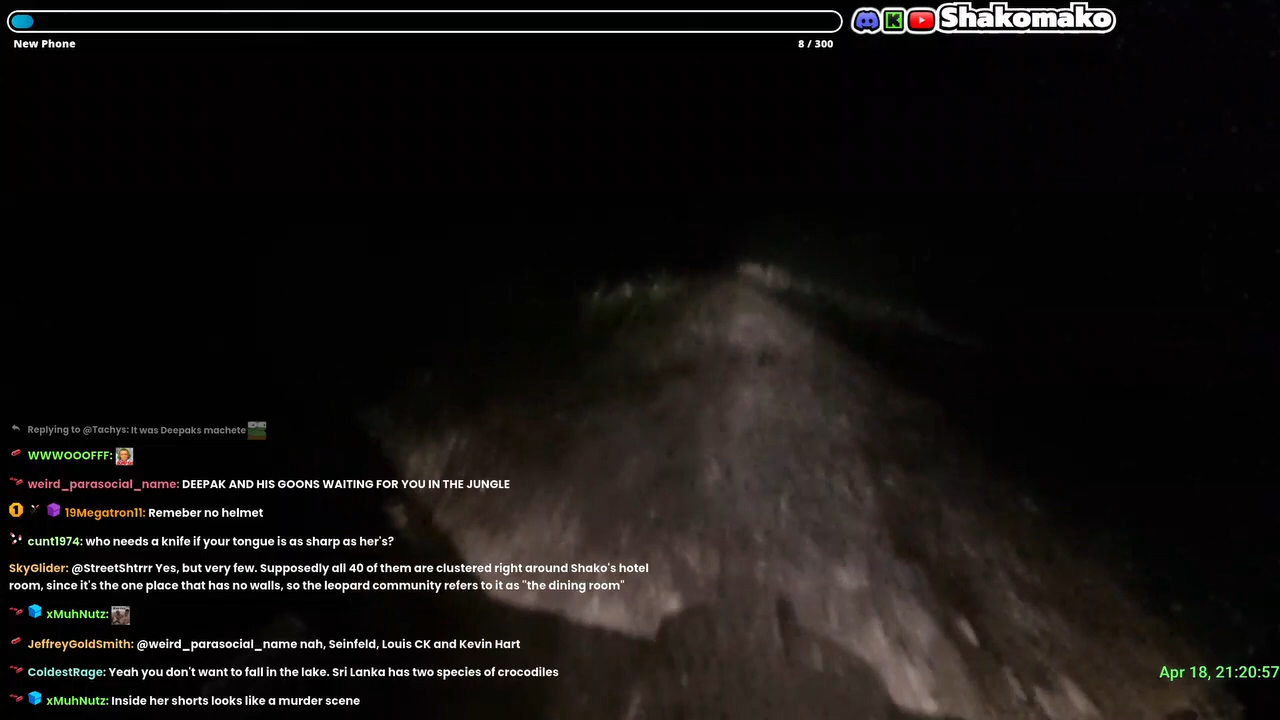 Shakomako
New Phone
8 / 300
Replying to @Tachys: It was Deepaks machete
WWWOOOFFF:
weird_parasocial_name: DEEPAK AND HIS GOONS WAITING FOR YOU IN THE JUNGLE
19Megatron11: Remeber no helmet
cunt1974: who needs a knife if your tongue is as sharp as her's?
SkyGlider: @StreetShtrrr Yes, but very few. Supposedly all 40 of them are clustered right around Shako's hotel
room, since it's the one place that has no walls, so the leopard community refers to it as "the dining room"
xMuhNutz:
JeffreyGoldSmith: @weird_parasocial_name nah, Seinfeld, Louis CK and Kevin Hart
ColdestRage: Yeah you don't want to fall in the lake. Sri Lanka has two species of crocodiles
Apr 18, 21:20:57
xMuhNutz: Inside her shorts looks like a murder scene